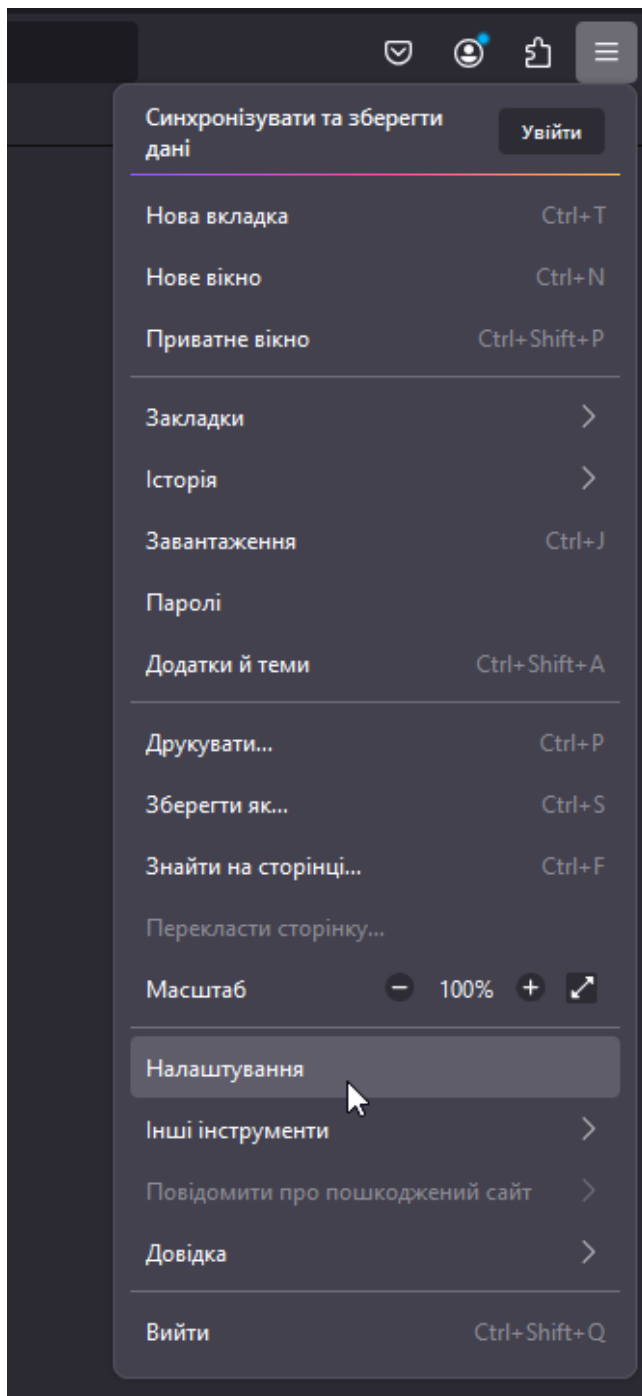 Синхронізувати та зберегти
дані
Увійти
Нова вкладка Ctrl+T
Нове вікно Ctrl+N
Приватне вікно Ctrl+Shift+P
Закладки
Історія
Завантаження Ctrl+J
Паролі
Додатки й теми Ctrl+Shift+A
Друкувати... Ctrl+P
Зберегти як... Ctrl+S
Знайти на сторінці... Ctrl+F
Перекласти сторінку...
Масштаб 100%
Налаштування
Інші інструменти
Повідомити про пошкоджений сайт
Довідка
Вийти Ctrl+Shift+Q